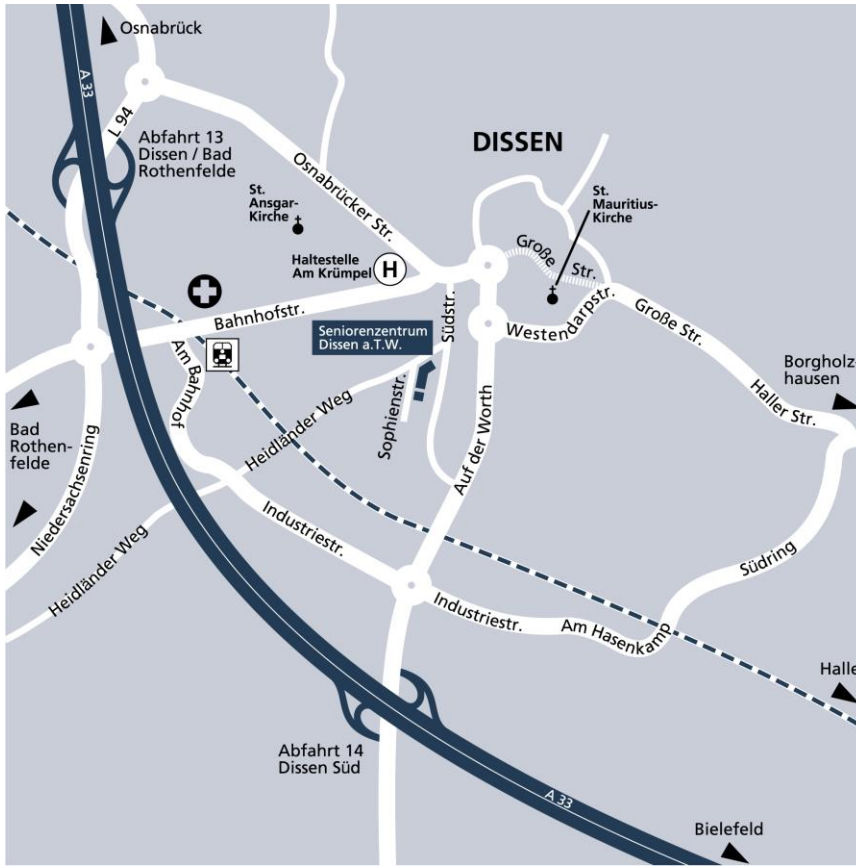 Osnabrück
A 33
L 94
Abfahrt 13
Dissen / Bad
Rothenfelde
DISSEN
Osnabrücker Str.
St.
Ansgar-
Kirche
St.
Mauritius-
Kirche
Haltestelle
Am Krümpel
H
Große Str.
Bahnhofstr.
Südstr.
Westendarpstr.
Große Str.
Seniorenzentrum
Dissen a.T.W.
Am Bahnhof
Sophienstr.
Borgholz-
hausen
Haller Str.
Bad
Rothen-
felde
Heidländer Weg
Auf der Worth
Niedersachsenring
Industriestr.
Heidländer Weg
Südring
Industriestr.
Am Hasenkamp
Halle
Abfahrt 14
Dissen Süd
A 33
Bielefeld